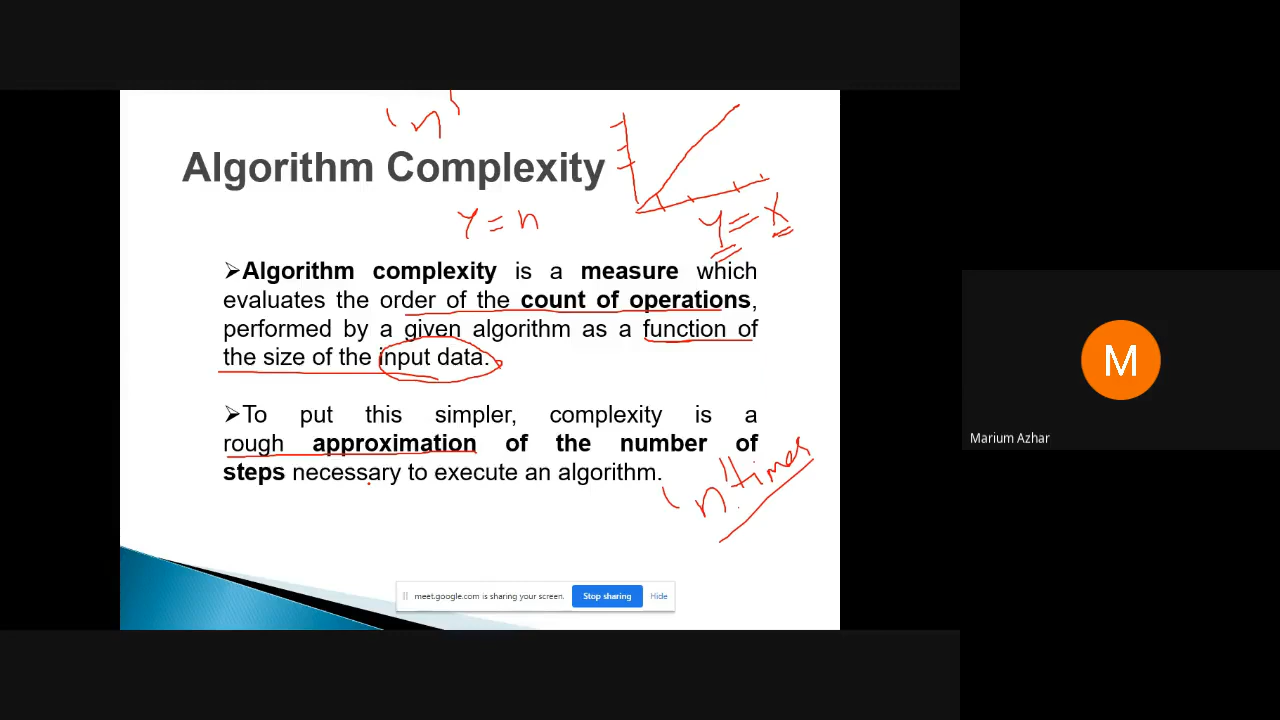 'n'
Algorithm Complexity
Y = n
Y = X
➢Algorithm complexity is a measure which
evaluates the order of the count of operations,
performed by a given algorithm as a function of
the size of the input data.
➢To put this simpler, complexity is a
rough approximation of the number of
steps necessary to execute an algorithm.
'n' times
meet.google.com is sharing your screen.
Stop sharing
Hide
M
Marium Azhar